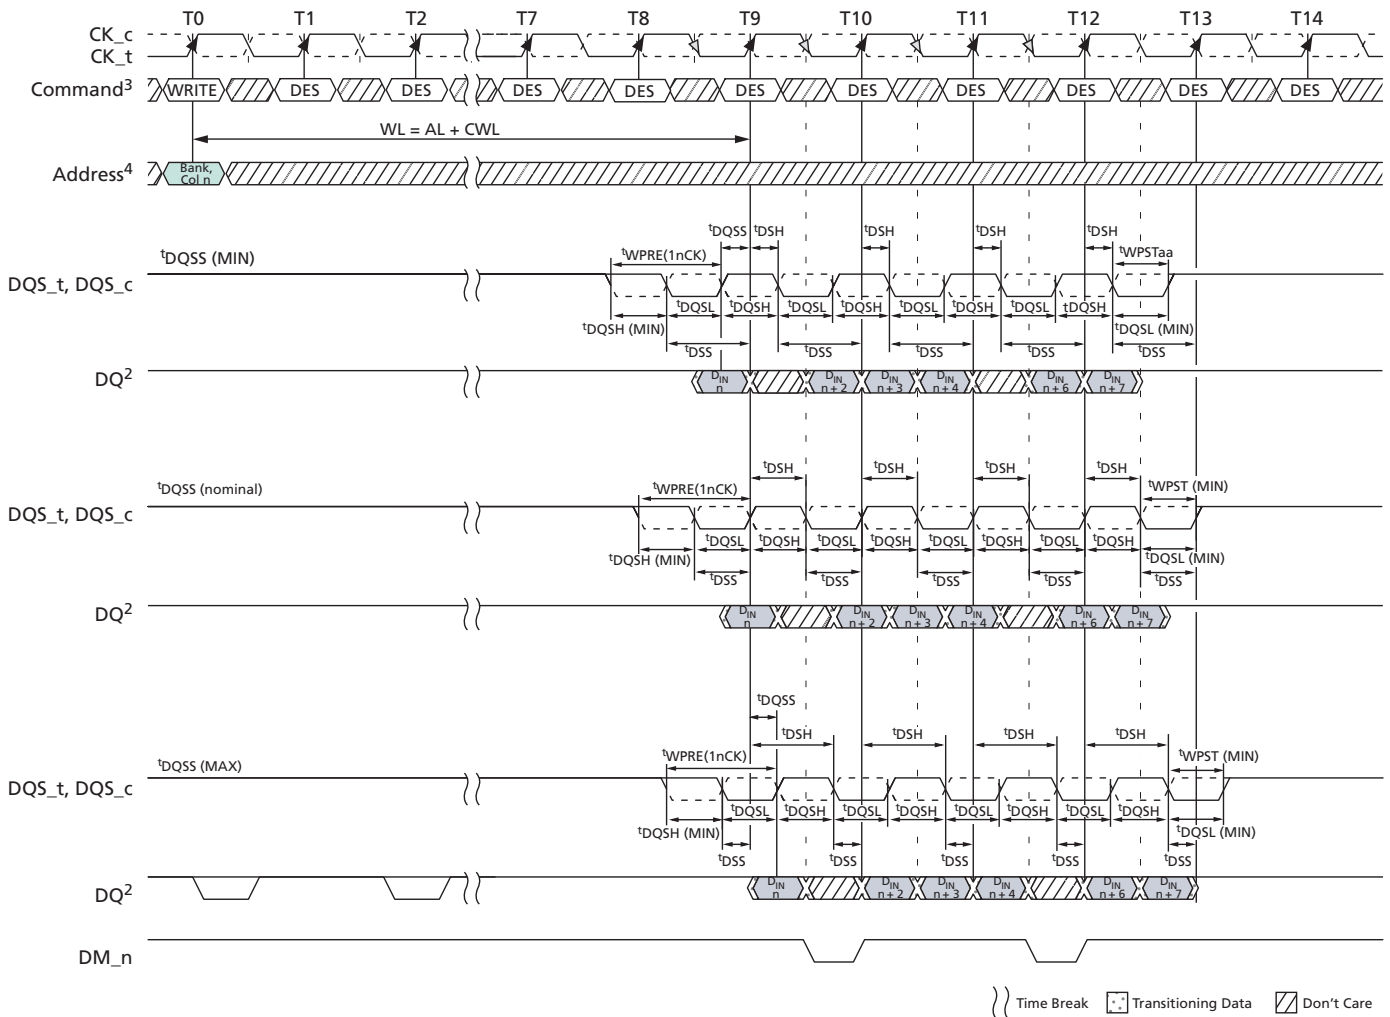 T0 T1 T2 T7 T8 T9 T10 T11 T12 T13 T14
CK_c
CK_t
Command3 WRITE DES DES DES DES DES DES DES DES DES DES
WL = AL + CWL
Address4 Bank, Col n
tDQSS tDSH tDSH tDSH tDSH
tDQSS (MIN) tWPRE(1nCK) tWPSTaa
DQS_t, DQS_c
tDQSL tDQSH tDQSL tDQSH tDQSL tDQSH tDQSL tDQSH
tDQSH (MIN) tDQSL (MIN)
tDSS tDSS tDSS tDSS tDSS
DQ2 DIN n DIN n + 2 DIN n + 3 DIN n + 4 DIN n + 6 DIN n + 7
tDSH tDSH tDSH tDSH
tDQSS (nominal) tWPRE(1nCK) tWPST (MIN)
DQS_t, DQS_c
tDQSL tDQSH tDQSL tDQSH tDQSL tDQSH tDQSL tDQSH
tDQSH (MIN) tDQSL (MIN)
tDSS tDSS tDSS tDSS tDSS
DQ2 DIN n DIN n + 2 DIN n + 3 DIN n + 4 DIN n + 6 DIN n + 7
tDQSS
tDSH tDSH tDSH tDSH
tDQSS (MAX) tWPRE(1nCK) tWPST (MIN)
DQS_t, DQS_c
tDQSL tDQSH tDQSL tDQSH tDQSL tDQSH tDQSL tDQSH
tDQSH (MIN) tDQSL (MIN)
tDSS tDSS tDSS tDSS tDSS
DQ2 DIN n DIN n + 2 DIN n + 3 DIN n + 4 DIN n + 6 DIN n + 7
DM_n
Time Break Transitioning Data Don't Care